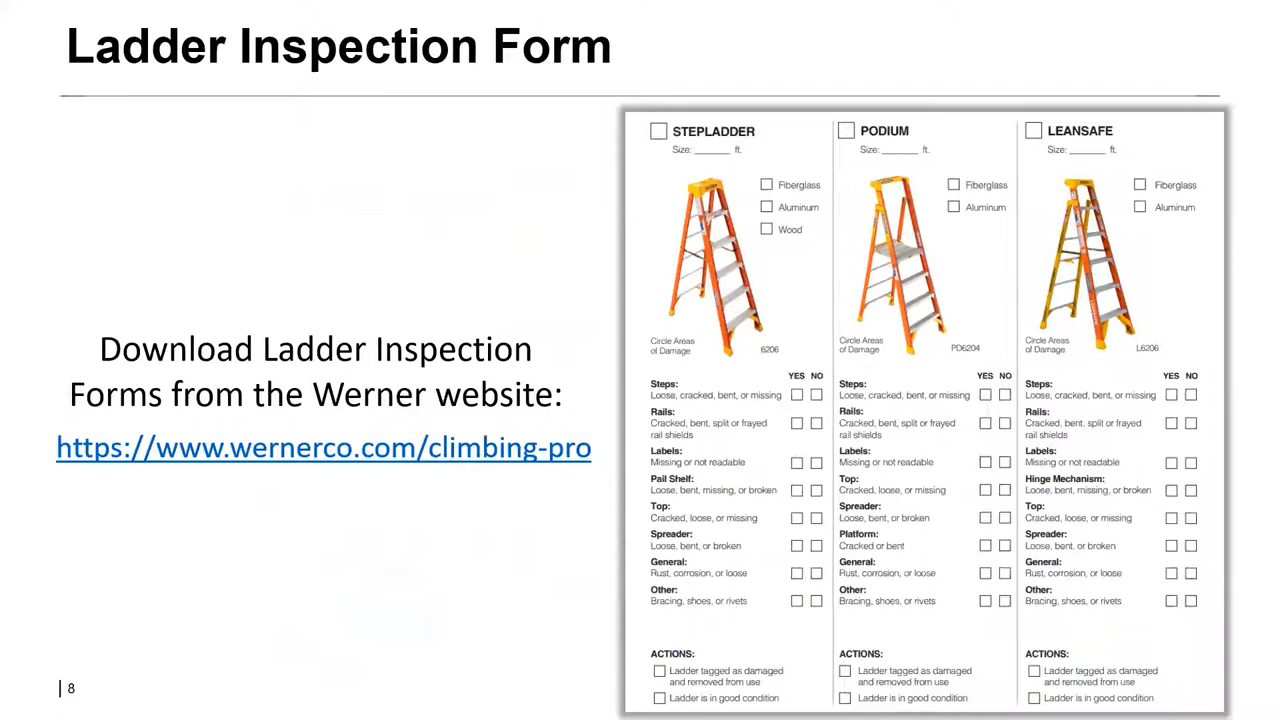 Ladder Inspection Form
Download Ladder Inspection
Forms from the Werner website:
https://www.wernerco.com/climbing-pro
8
STEPLADDER
Size: _______ ft.
Fiberglass
Aluminum
Wood
Circle Areas
of Damage
6206
YES NO
Steps:
Loose, cracked, bent, or missing
Rails:
Cracked, bent, split or frayed
rail shields
Labels:
Missing or not readable
Pail Shelf:
Loose, bent, missing, or broken
Top:
Cracked, loose, or missing
Spreader:
Loose, bent, or broken
General:
Rust, corrosion, or loose
Other:
Bracing, shoes, or rivets
ACTIONS:
Ladder tagged as damaged
and removed from use
Ladder is in good condition
PODIUM
Size: _______ ft.
Fiberglass
Aluminum
Circle Areas
of Damage
PD6204
YES NO
Steps:
Loose, cracked, bent, or missing
Rails:
Cracked, bent, split or frayed
rail shields
Labels:
Missing or not readable
Top:
Cracked, loose, or missing
Spreader:
Loose, bent, or broken
Platform:
Cracked or bent
General:
Rust, corrosion, or loose
Other:
Bracing, shoes, or rivets
ACTIONS:
Ladder tagged as damaged
and removed from use
Ladder is in good condition
LEANSAFE
Size: _______ ft.
Fiberglass
Aluminum
Circle Areas
of Damage
L6206
YES NO
Steps:
Loose, cracked, bent, or missing
Rails:
Cracked, bent, split or frayed
rail shields
Labels:
Missing or not readable
Hinge Mechanism:
Loose, bent, missing, or broken
Top:
Cracked, loose, or missing
Spreader:
Loose, bent, or broken
General:
Rust, corrosion, or loose
Other:
Bracing, shoes, or rivets
ACTIONS:
Ladder tagged as damaged
and removed from use
Ladder is in good condition